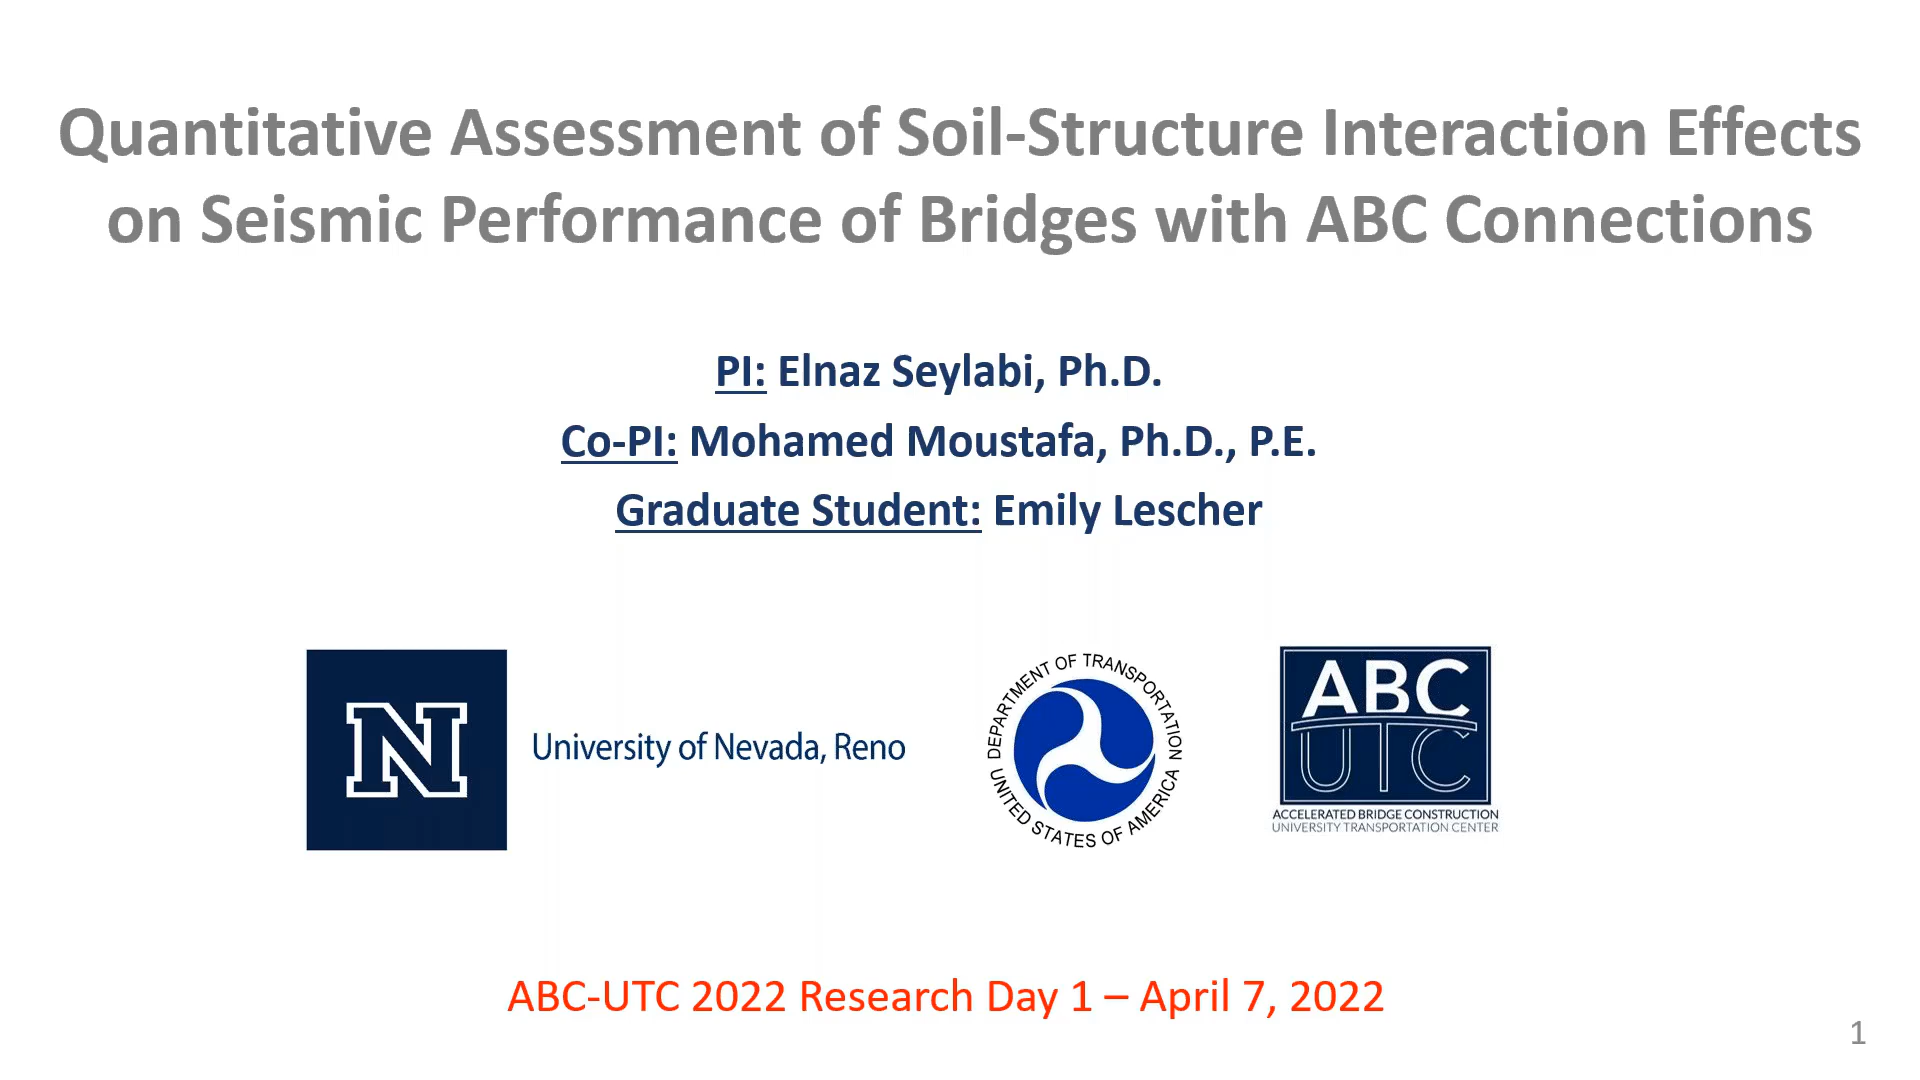 Quantitative Assessment of Soil-Structure Interaction Effects
on Seismic Performance of Bridges with ABC Connections
PI: Elnaz Seylabi, Ph.D.
Co-PI: Mohamed Moustafa, Ph.D., P.E.
Graduate Student: Emily Lescher
N
University of Nevada, Reno
DEPARTMENT OF TRANSPORTATION
UNITED STATES OF AMERICA
ABC
UTC
ACCELERATED BRIDGE CONSTRUCTION
UNIVERSITY TRANSPORTATION CENTER
ABC-UTC 2022 Research Day 1 – April 7, 2022
1